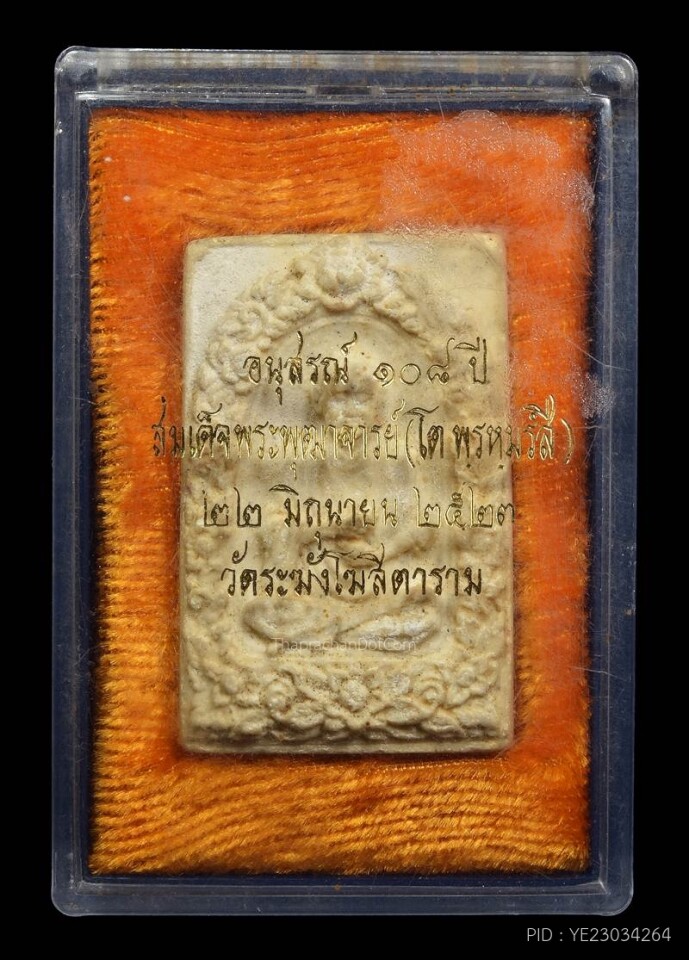 อนุสรณ์ ๑๐๘ ปี
สมเด็จพระพุฒาจารย์ (โต พฺรหฺมรํสี)
๒๒ มิถุนายน ๒๕๒๓
วัดระฆังโฆสิตาราม
ThaprachanDotCom
PID : YE23034264